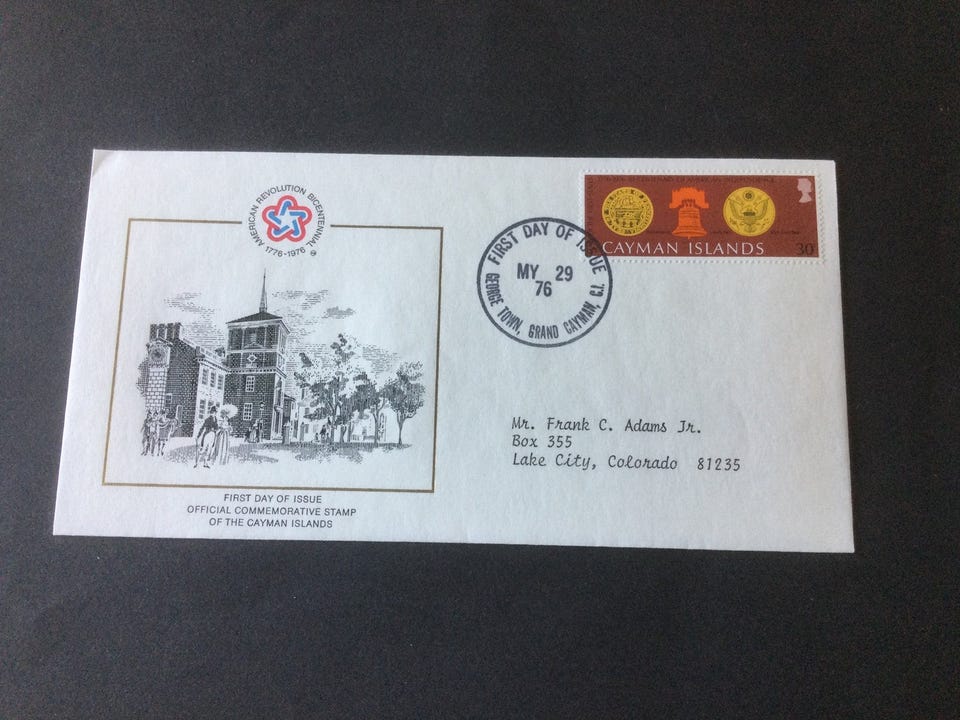 AMERICAN REVOLUTION BICENTENNIAL
1776-1976
FIRST DAY OF ISSUE
MY 29
76
GEORGE TOWN, GRAND CAYMAN, C.I.
CAYMAN ISLANDS
30
Mr. Frank C. Adams Jr.
Box 355
Lake City, Colorado 81235
FIRST DAY OF ISSUE
OFFICIAL COMMEMORATIVE STAMP
OF THE CAYMAN ISLANDS